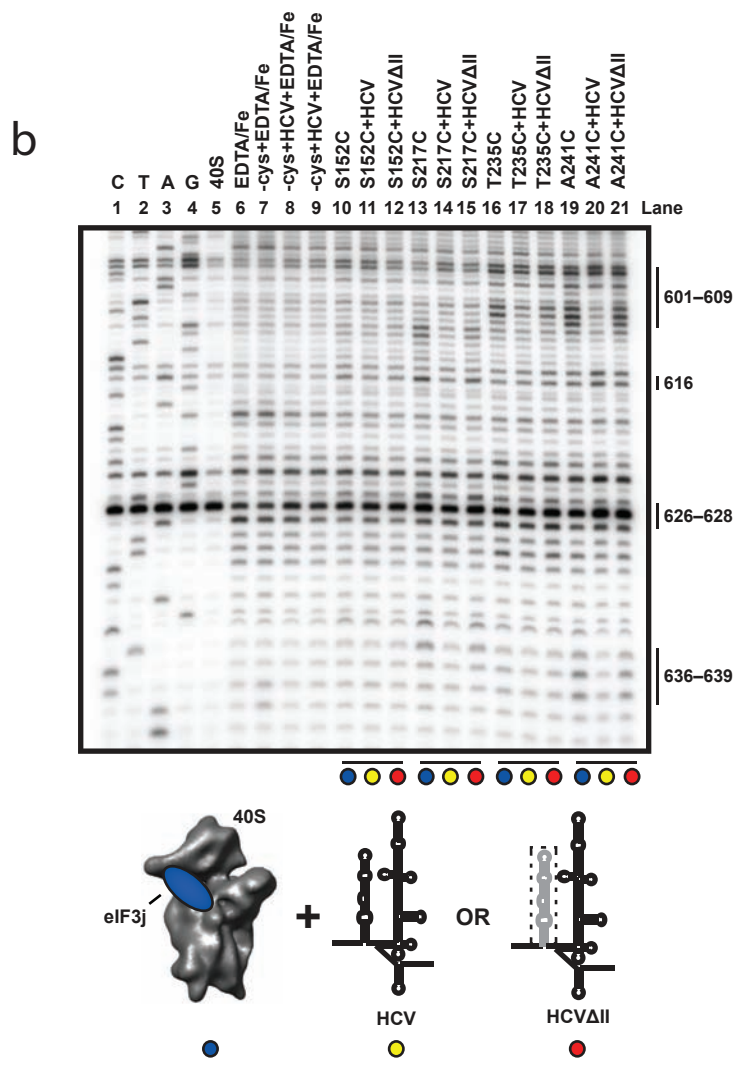 b
C T A G 40S EDTA/Fe -cys+EDTA/Fe -cys+HCV+EDTA/Fe -cys+HCV+EDTA/Fe S152C S152C+HCV S152C+HCVΔII S217C S217C+HCV S217C+HCVΔII T235C T235C+HCV T235C+HCVΔII A241C A241C+HCV A241C+HCVΔII
1 2 3 4 5 6 7 8 9 10 11 12 13 14 15 16 17 18 19 20 21 Lane
601–609
616
626–628
636–639
40S
eIF3j
+ OR
HCV HCVΔII